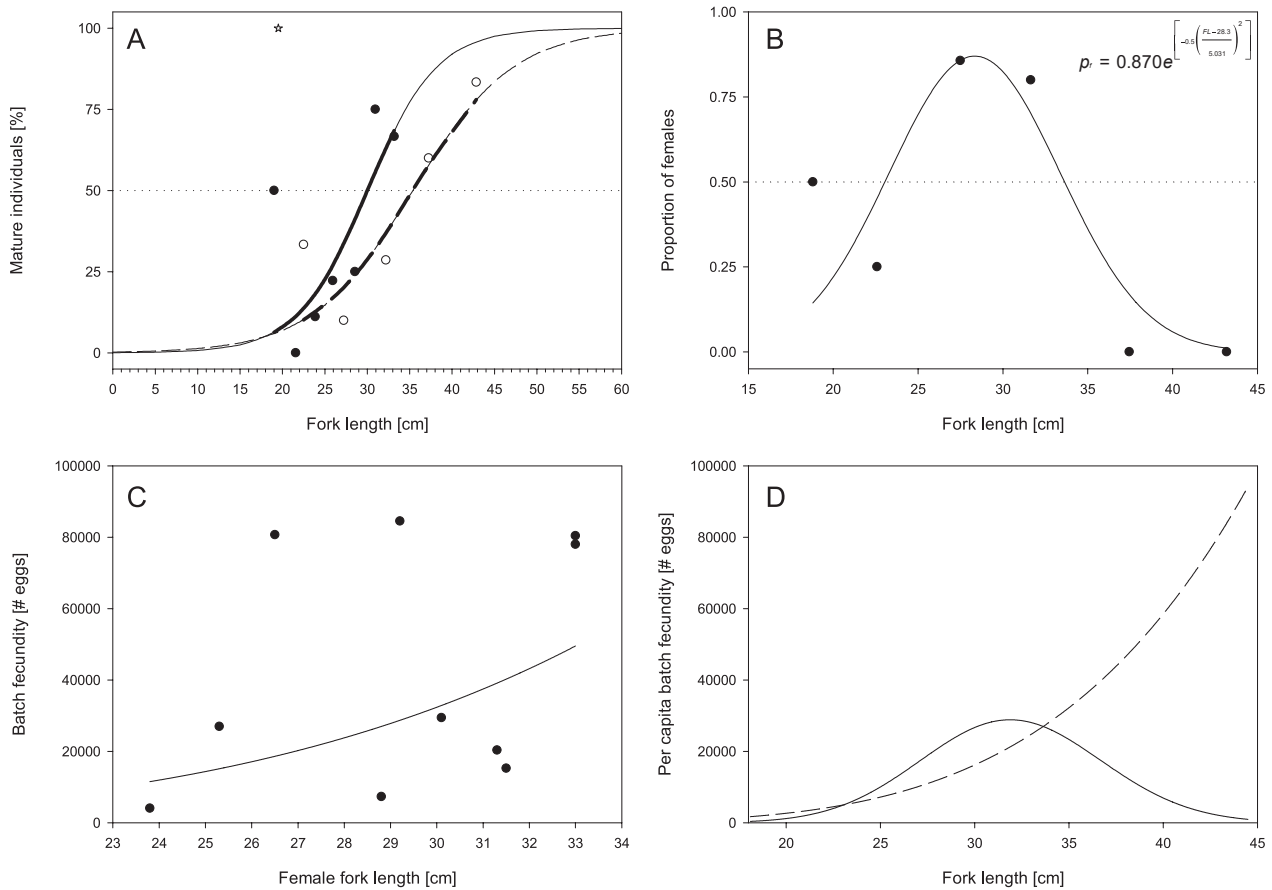 A
Mature individuals [%]
100
75
50
25
0
0 5 10 15 20 25 30 35 40 45 50 55 60
Fork length [cm]
B
pᵣ = 0.870e^[-0.5(FL-28.3/5.031)^2]
Proportion of females
1.00
0.75
0.50
0.25
0.00
15 20 25 30 35 40 45
Fork length [cm]
C
Batch fecundity [# eggs]
100000
80000
60000
40000
20000
0
23 24 25 26 27 28 29 30 31 32 33 34
Female fork length [cm]
D
Per capita batch fecundity [# eggs]
100000
80000
60000
40000
20000
0
20 25 30 35 40 45
Fork length [cm]